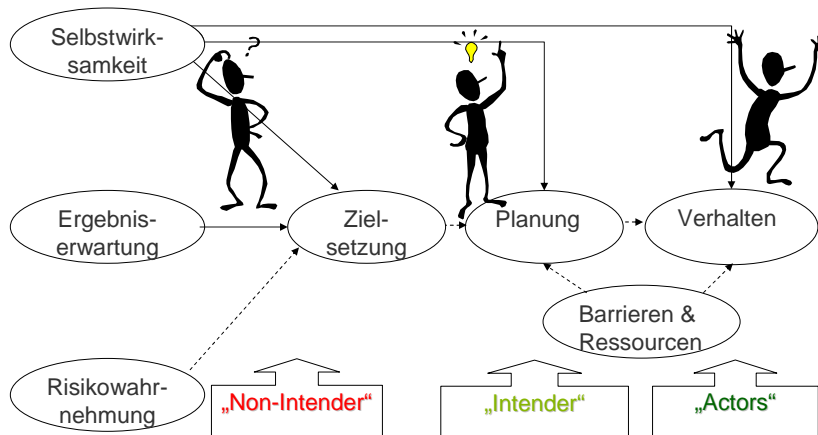 Selbstwirk-
samkeit
?
Ergebnis-
erwartung
Ziel-
setzung
Planung
Verhalten
Barrieren &
Ressourcen
Risikowahr-
nehmung
„Non-Intender“
„Intender“
„Actors“